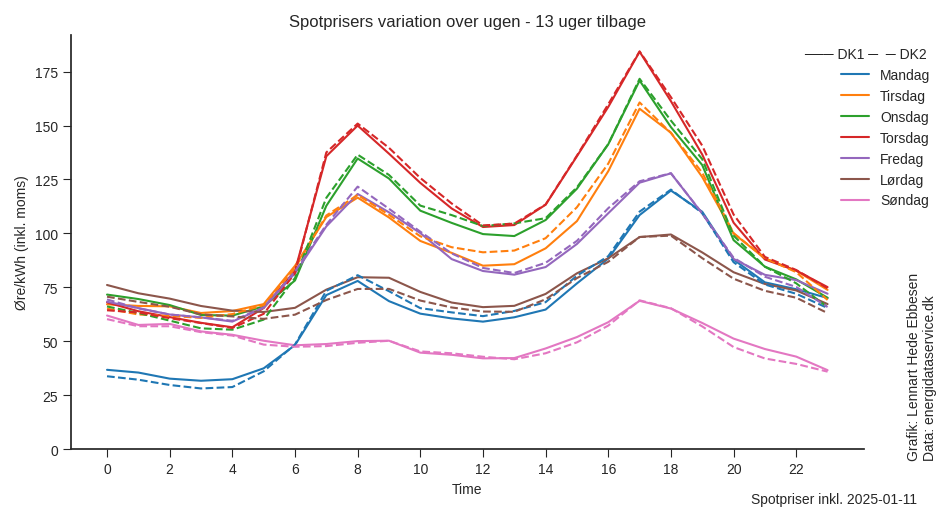 Spotprisers variation over ugen - 13 uger tilbage
DK1 DK2
Mandag
Tirsdag
Onsdag
Torsdag
Fredag
Lørdag
Søndag
Øre/kWh (inkl. moms)
175
150
125
100
75
50
25
0
0 2 4 6 8 10 12 14 16 18 20 22
Time
Grafik: Lennart Hede Ebbesen
Data: energidataservice.dk
Spotpriser inkl. 2025-01-11